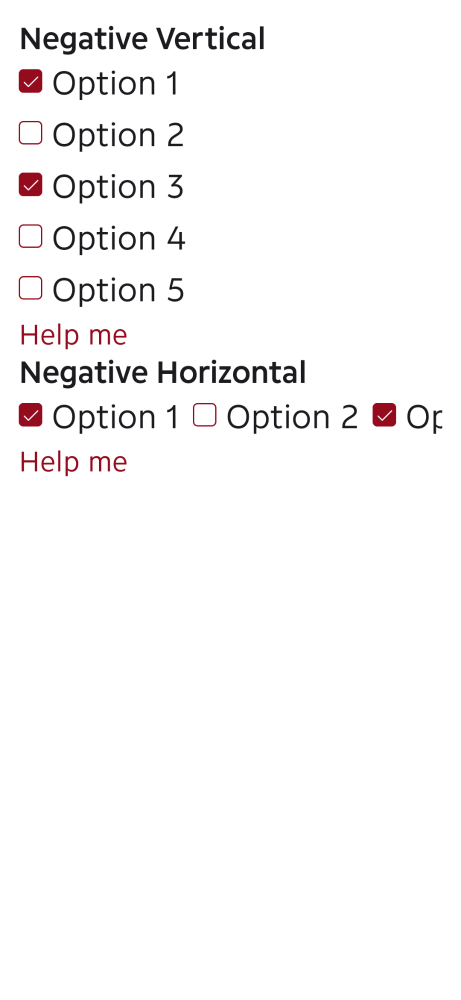 Negative Vertical
Option 1
Option 2
Option 3
Option 4
Option 5
Help me
Negative Horizontal
Option 1 Option 2 Op
Help me